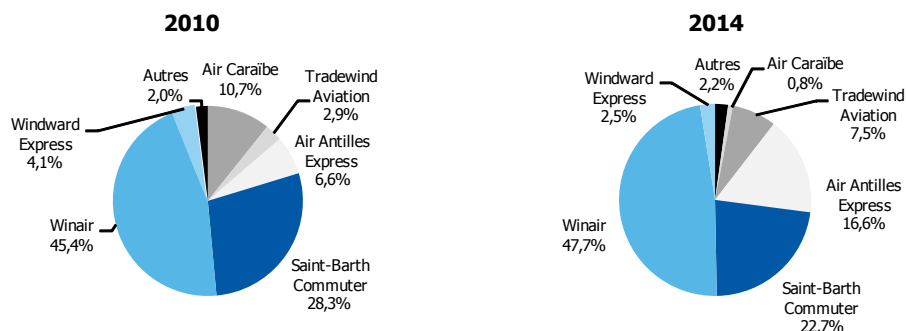 2010
Autres
2,0%
Air Caraïbe
10,7%
Tradewind
Aviation
2,9%
Air Antilles
Express
6,6%
Saint-Barth
Commuter
28,3%
Winair
45,4%
Windward
Express
4,1%
2014
Autres
2,2%
Air Caraïbe
0,8%
Tradewind
Aviation
7,5%
Air Antilles
Express
16,6%
Saint-Barth
Commuter
22,7%
Winair
47,7%
Windward
Express
2,5%